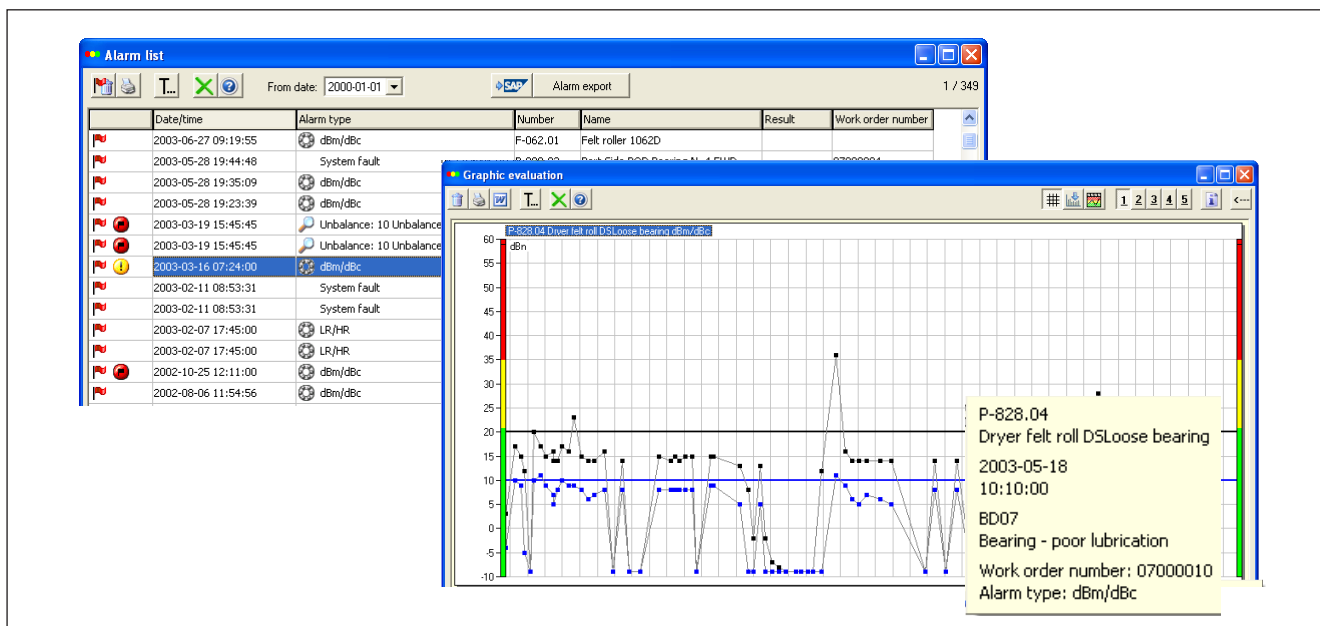 Alarm list
T... From date: 2000-01-01 SAP Alarm export 1 / 349
Date/time Alarm type Number Name Result Work order number
2003-06-27 09:19:55 dBm/dBc F-062.01 Felt roller 1062D
2003-05-28 19:44:48 System fault
2003-05-28 19:35:09 dBm/dBc
2003-05-28 19:23:39 dBm/dBc
2003-03-19 15:45:45 Unbalance: 10 Unbalance
2003-03-19 15:45:45 Unbalance: 10 Unbalance
2003-03-16 07:24:00 dBm/dBc
2003-02-11 08:53:31 System fault
2003-02-11 08:53:31 System fault
2003-02-07 17:45:00 LR/HR
2003-02-07 17:45:00 LR/HR
2002-10-25 12:11:00 dBm/dBc
2002-08-06 11:54:56 dBm/dBc
Graphic evaluation
W T... 1 2 3 4 5 <---
P-828.04 Dryer felt roll DSLoose bearing dBm/dBc
dBn
60
55
50
45
40
35
30
25
20
15
10
5
0
-5
-10
P-828.04
Dryer felt roll DSLoose bearing
2003-05-18
10:10:00
BD07
Bearing - poor lubrication
Work order number: 07000010
Alarm type: dBm/dBc